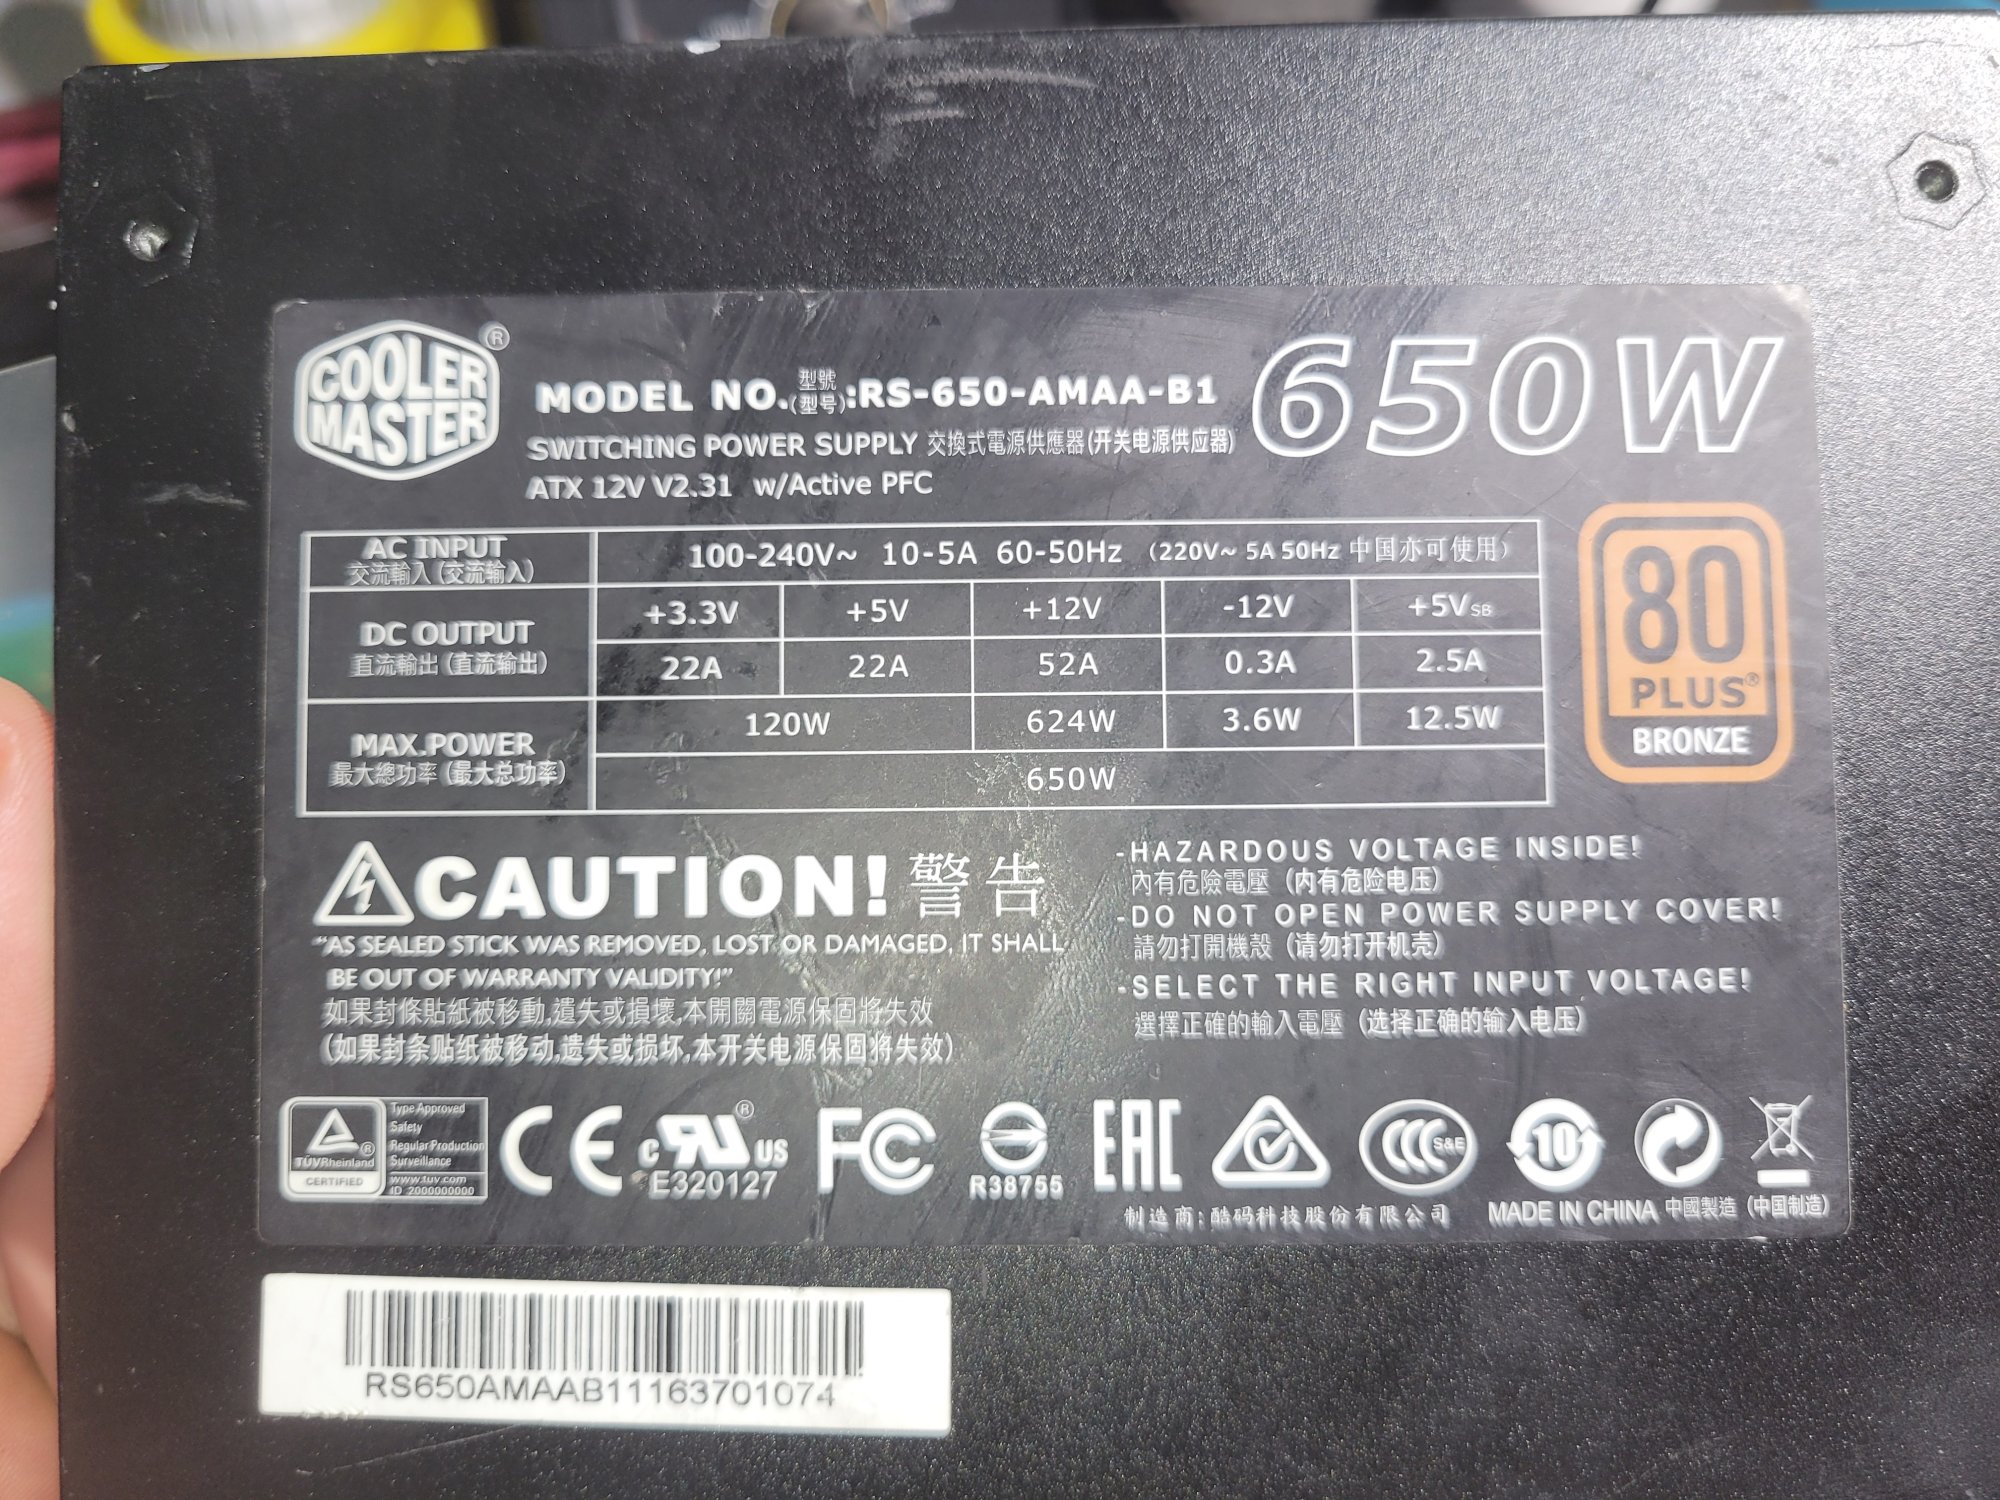 COOLER MASTER ®
MODEL NO.型號(型号):RS-650-AMAA-B1
650W
SWITCHING POWER SUPPLY 交換式電源供應器(开关电源供应器)
ATX 12V V2.31 w/Active PFC
AC INPUT 100-240V~ 10-5A 60-50Hz (220V~ 5A 50Hz 中国亦可使用)
交流輸入(交流输入)
DC OUTPUT +3.3V +5V +12V -12V +5VSB
直流輸出(直流输出) 22A 22A 52A 0.3A 2.5A
MAX.POWER 120W 624W 3.6W 12.5W
最大總功率(最大总功率) 650W
80 PLUS® BRONZE
CAUTION! 警告
"AS SEALED STICK WAS REMOVED, LOST OR DAMAGED, IT SHALL
BE OUT OF WARRANTY VALIDITY!"
如果封條貼紙被移動,遺失或損壞,本開關電源保固將失效
(如果封条贴纸被移动,遗失或损坏,本开关电源保固将失效)
-HAZARDOUS VOLTAGE INSIDE!
內有危險電壓 (内有危险电压)
-DO NOT OPEN POWER SUPPLY COVER!
請勿打開機殼 (请勿打开机壳)
-SELECT THE RIGHT INPUT VOLTAGE!
選擇正確的輸入電壓 (选择正确的输入电压)
TÜVRheinland ®
CERTIFIED
Type Approved
Safety
Regular Production
Surveillance
www.tuv.com
ID 2000000000
CE
c UR US ®
E320127
FC
R38755
EAC
CCC S&E
10
制造商:酷码科技股份有限公司
MADE IN CHINA 中國製造 (中国制造)
RS650AMAAB11163701074